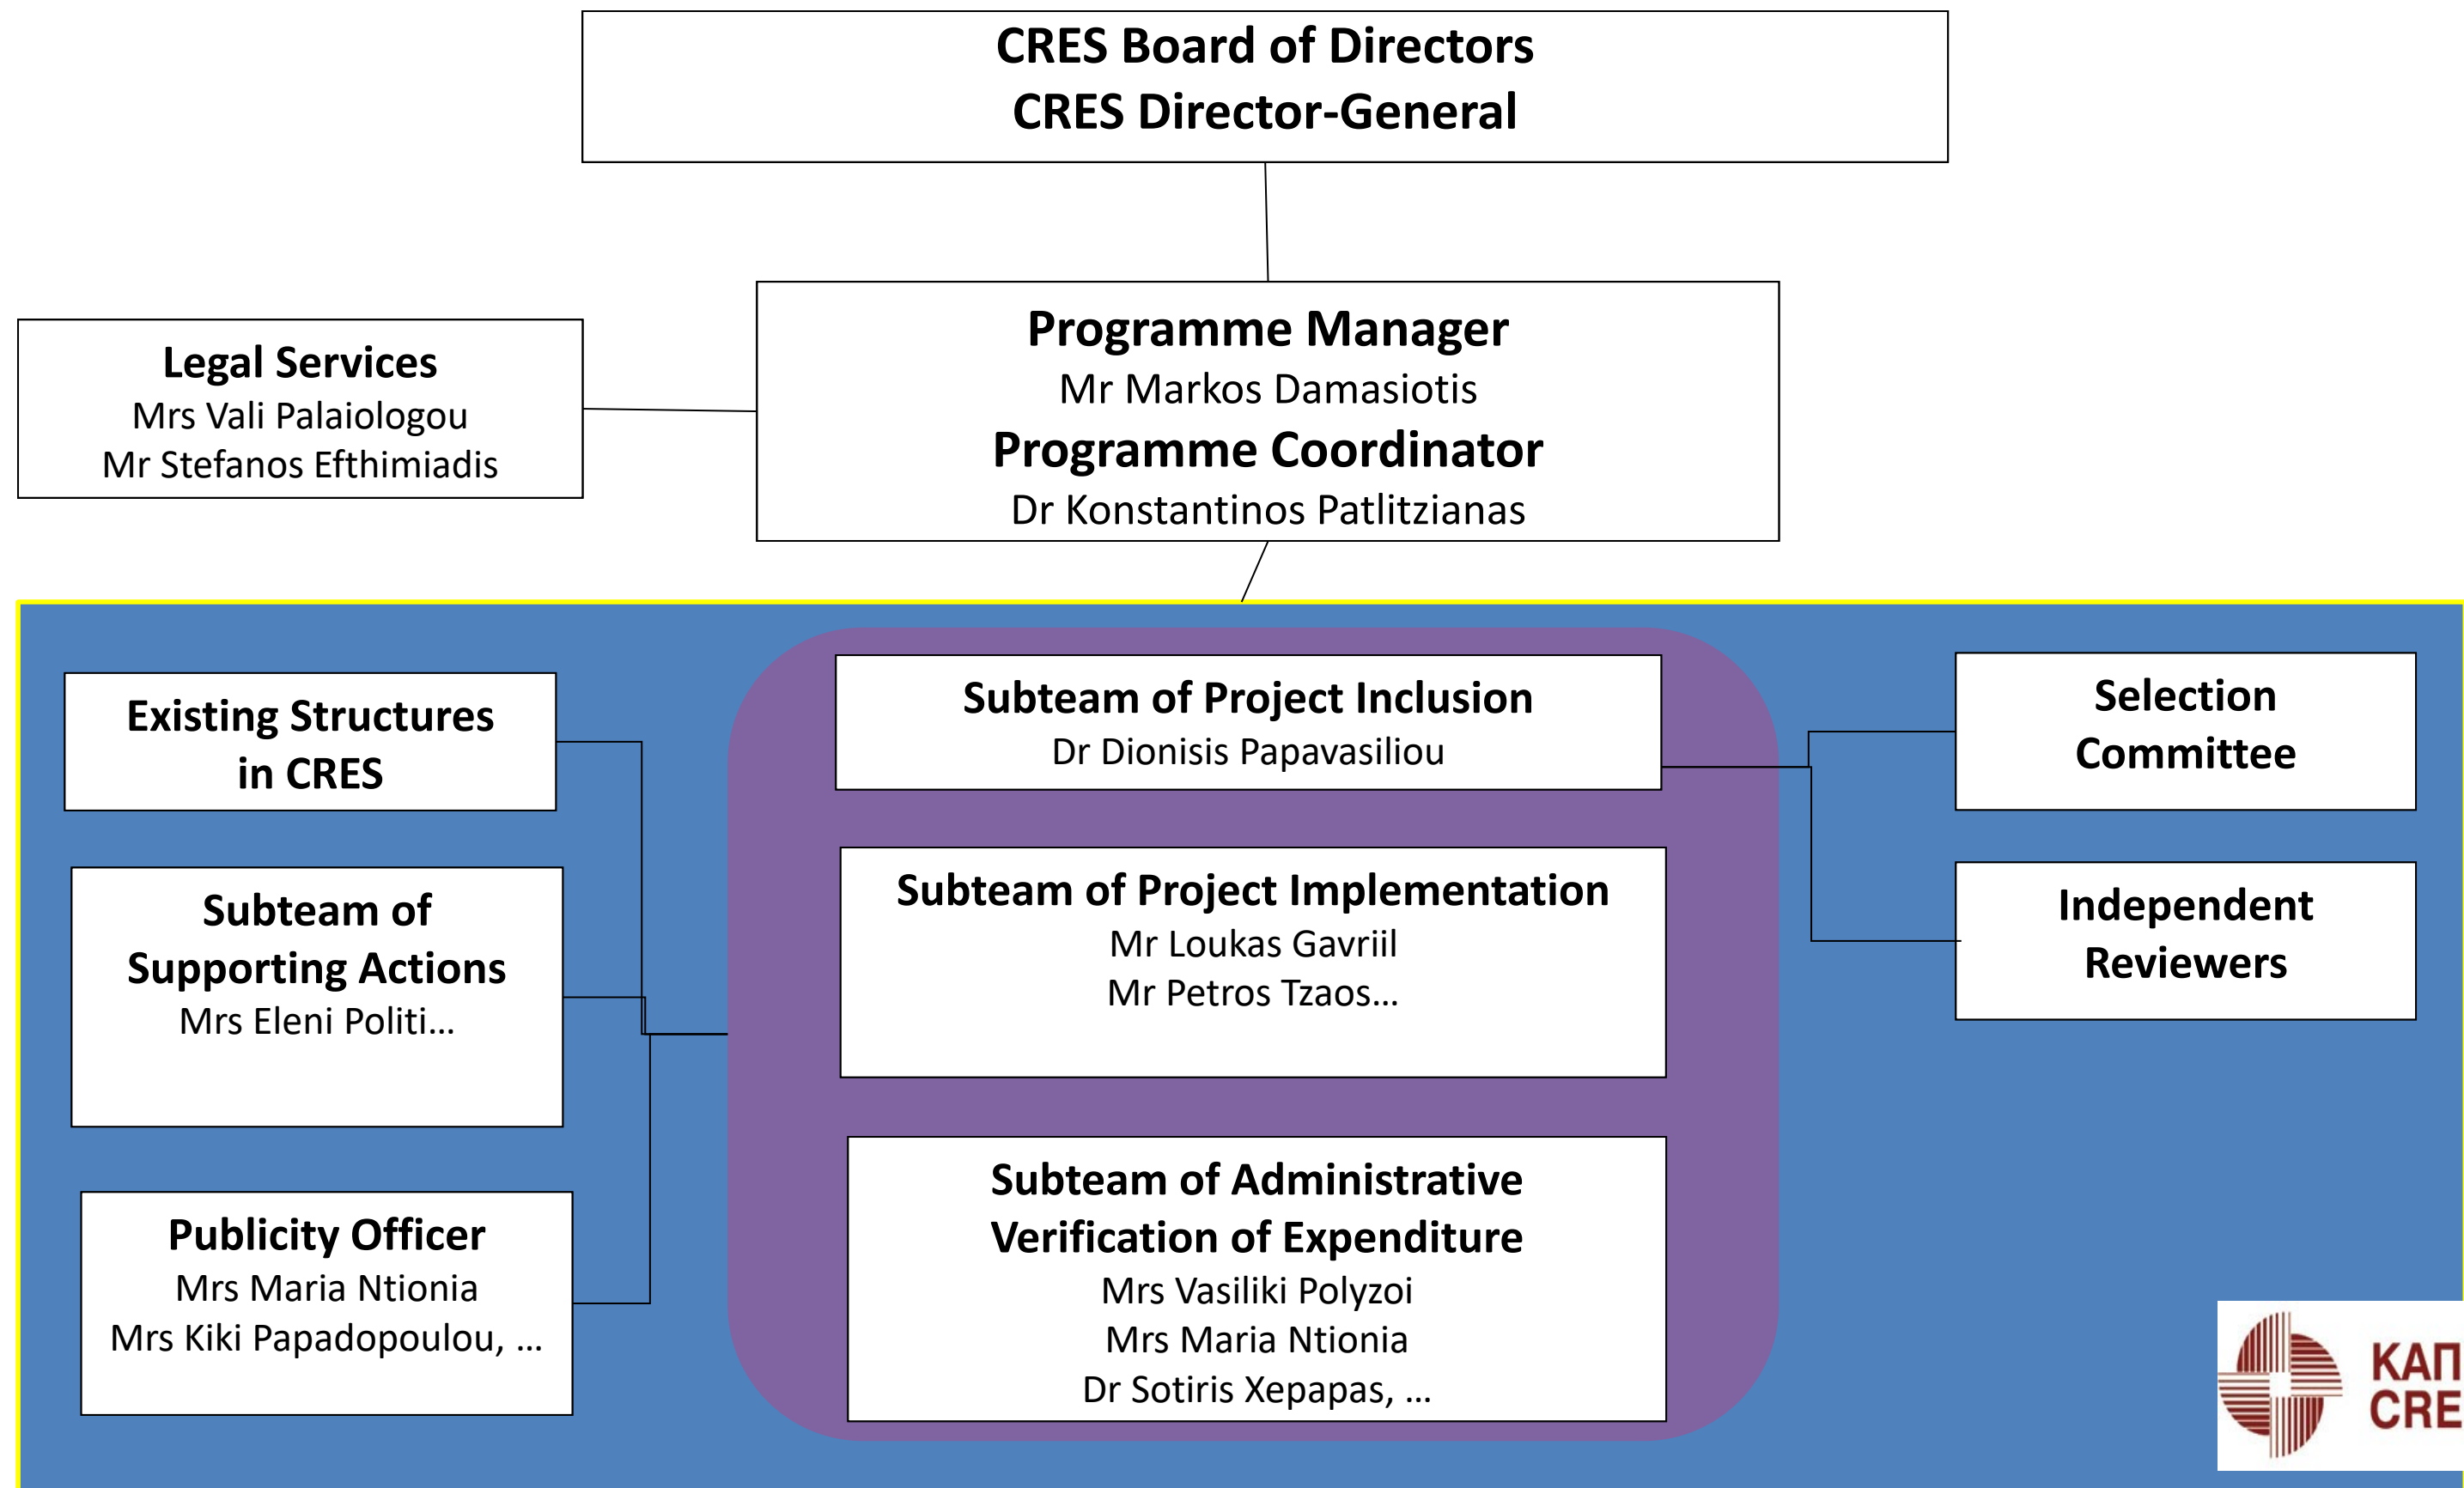 CRES Board of Directors
CRES Director-General
Legal Services
Mrs Vali Palaiologou
Mr Stefanos Efthimiadis
Programme Manager
Mr Markos Damasiotis
Programme Coordinator
Dr Konstantinos Patlitzianas
Existing Structures
in CRES
Subteam of
Supporting Actions
Mrs Eleni Politi...
Publicity Officer
Mrs Maria Ntionia
Mrs Kiki Papadopoulou, ...
Subteam of Project Inclusion
Dr Dionisis Papavasiliou
Subteam of Project Implementation
Mr Loukas Gavriil
Mr Petros Tzaos...
Subteam of Administrative
Verification of Expenditure
Mrs Vasiliki Polyzoi
Mrs Maria Ntionia
Dr Sotiris Xepapas, ...
Selection
Committee
Independent
Reviewers
ΚΑΠ
CRE